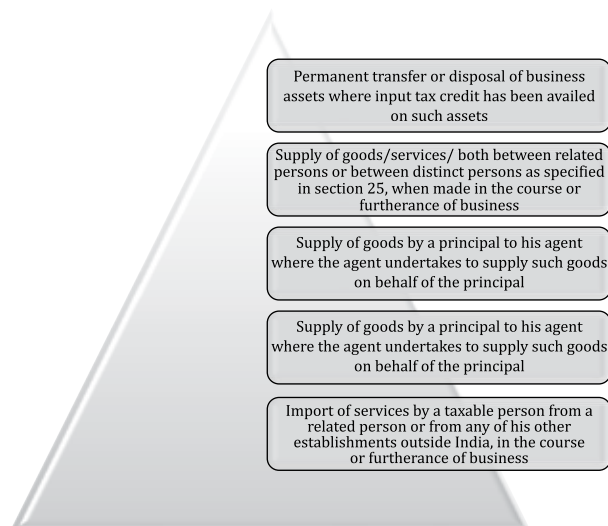 Permanent transfer or disposal of business
assets where input tax credit has been availed
on such assets
Supply of goods/services/ both between related
persons or between distinct persons as specified
in section 25, when made in the course or
furtherance of business
Supply of goods by a principal to his agent
where the agent undertakes to supply such goods
on behalf of the principal
Supply of goods by a principal to his agent
where the agent undertakes to supply such goods
on behalf of the principal
Import of services by a taxable person from a
related person or from any of his other
establishments outside India, in the course
or furtherance of business